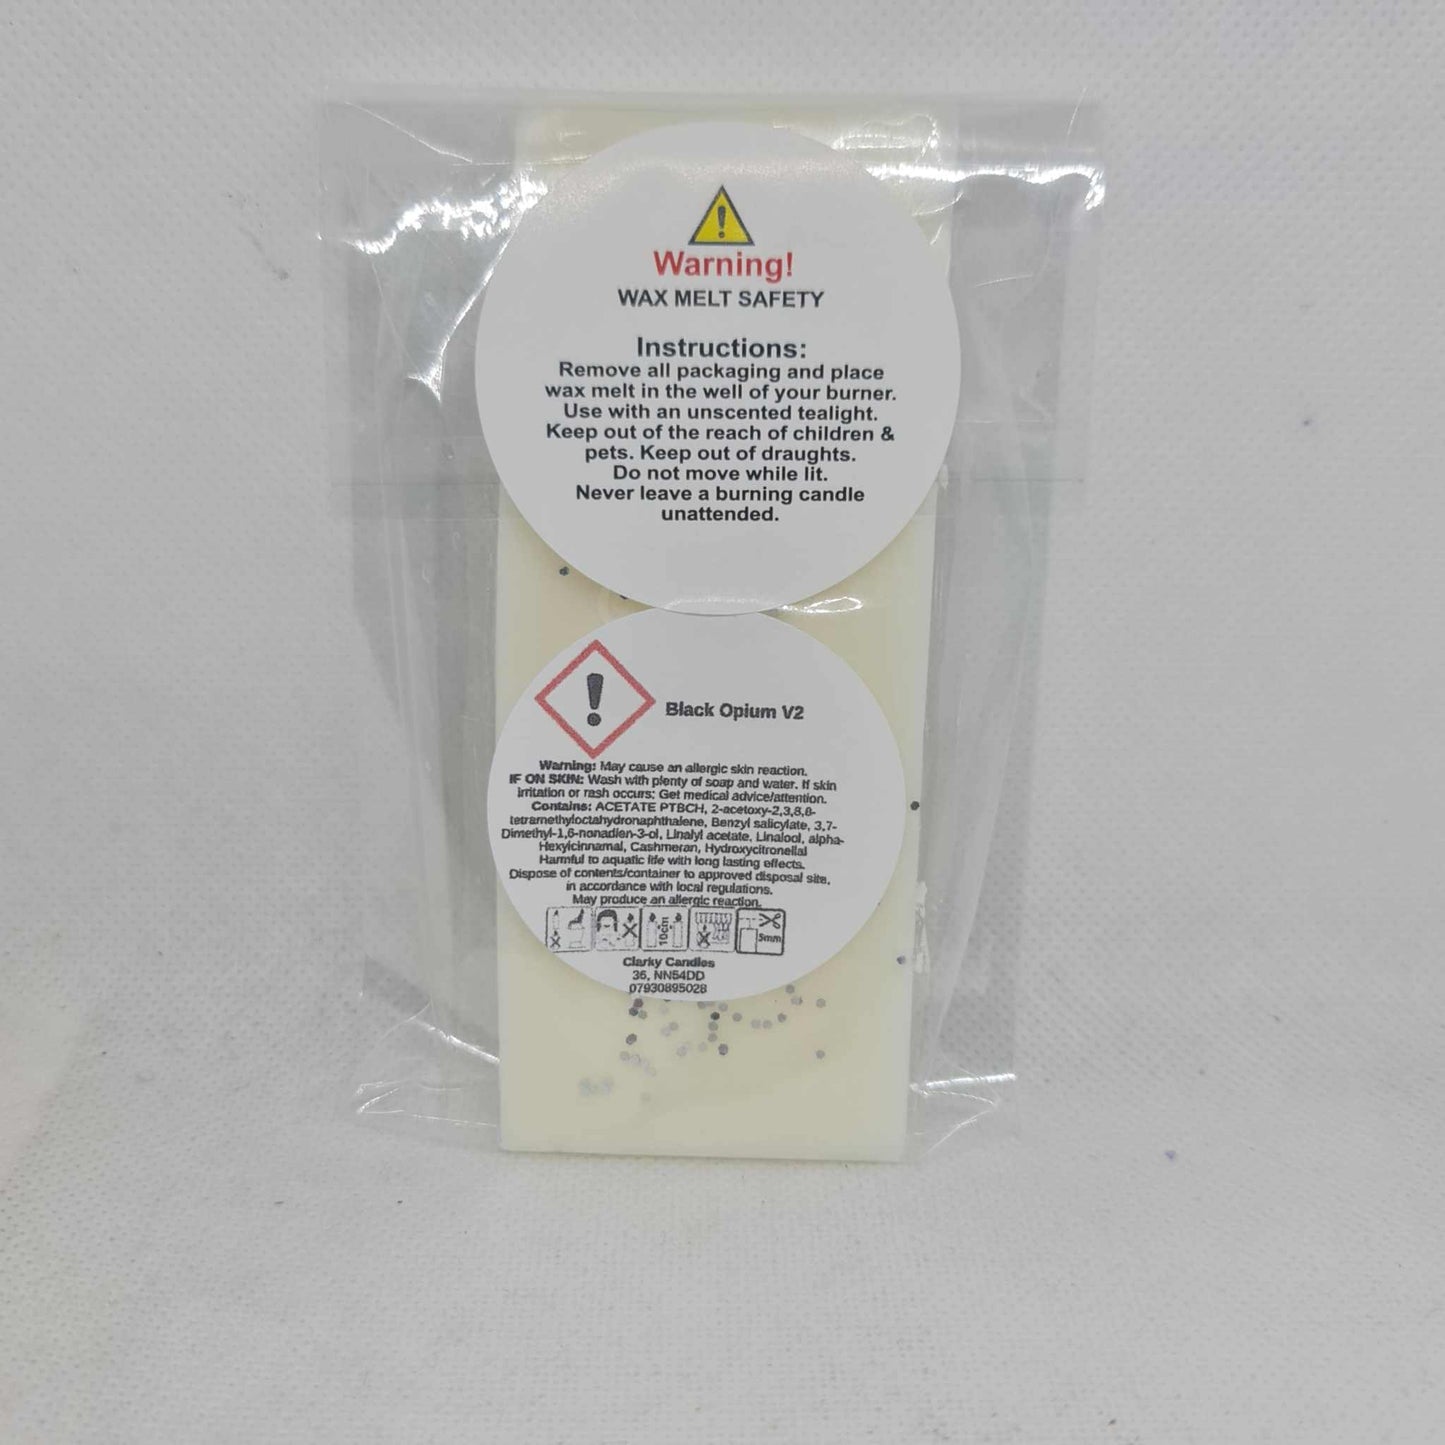 Warning!
WAX MELT SAFETY
Instructions:
Remove all packaging and place
wax melt in the well of your burner.
Use with an unscented tealight.
Keep out of the reach of children &
pets. Keep out of draughts.
Do not move while lit.
Never leave a burning candle
unattended.
Black Opium V2
Warning: May cause an allergic skin reaction.
IF ON SKIN: Wash with plenty of soap and water. If skin
irritation or rash occurs: Get medical advice/attention.
Contains: ACETATE PTBCH, 2-acetoxy-2,3,8,8-
tetramethyloctahydronaphthalene, Benzyl salicylate, 3,7-
Dimethyl-1,6-nonadien-3-ol, Linalyl acetate, Linalool, alpha-
Hexylcinnamal, Cashmeran, Hydroxycitronellal
Harmful to aquatic life with long lasting effects.
Dispose of contents/container to approved disposal site,
in accordance with local regulations.
May produce an allergic reaction.
10cm
5mm
Clarky Candles
36, NN54DD
07930895028